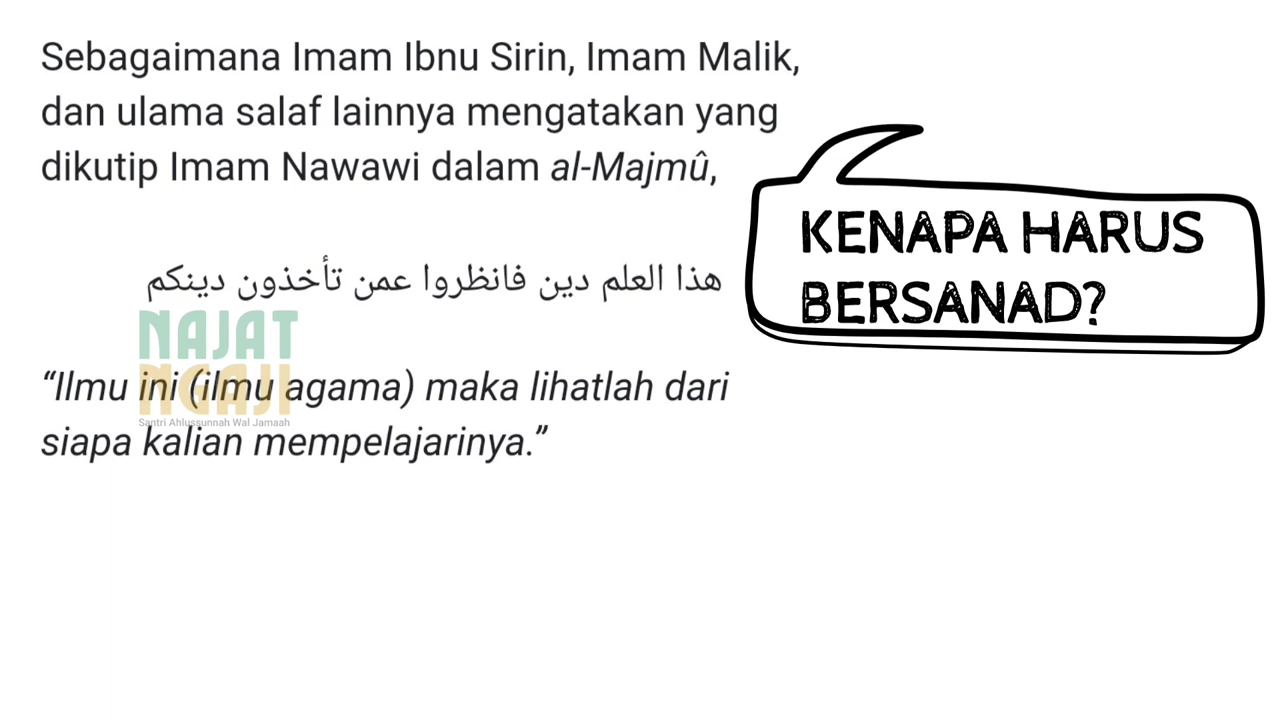 Sebagaimana Imam Ibnu Sirin, Imam Malik,
dan ulama salaf lainnya mengatakan yang
dikutip Imam Nawawi dalam al-Majmû,
هذا العلم دين فانظروا عمن تأخذون دينكم
“Ilmu ini (ilmu agama) maka lihatlah dari
siapa kalian mempelajarinya.”
KENAPA HARUS
BERSANAD?
NAJAT
NGAJI
Santri Ahlussunnah Wal Jamaah